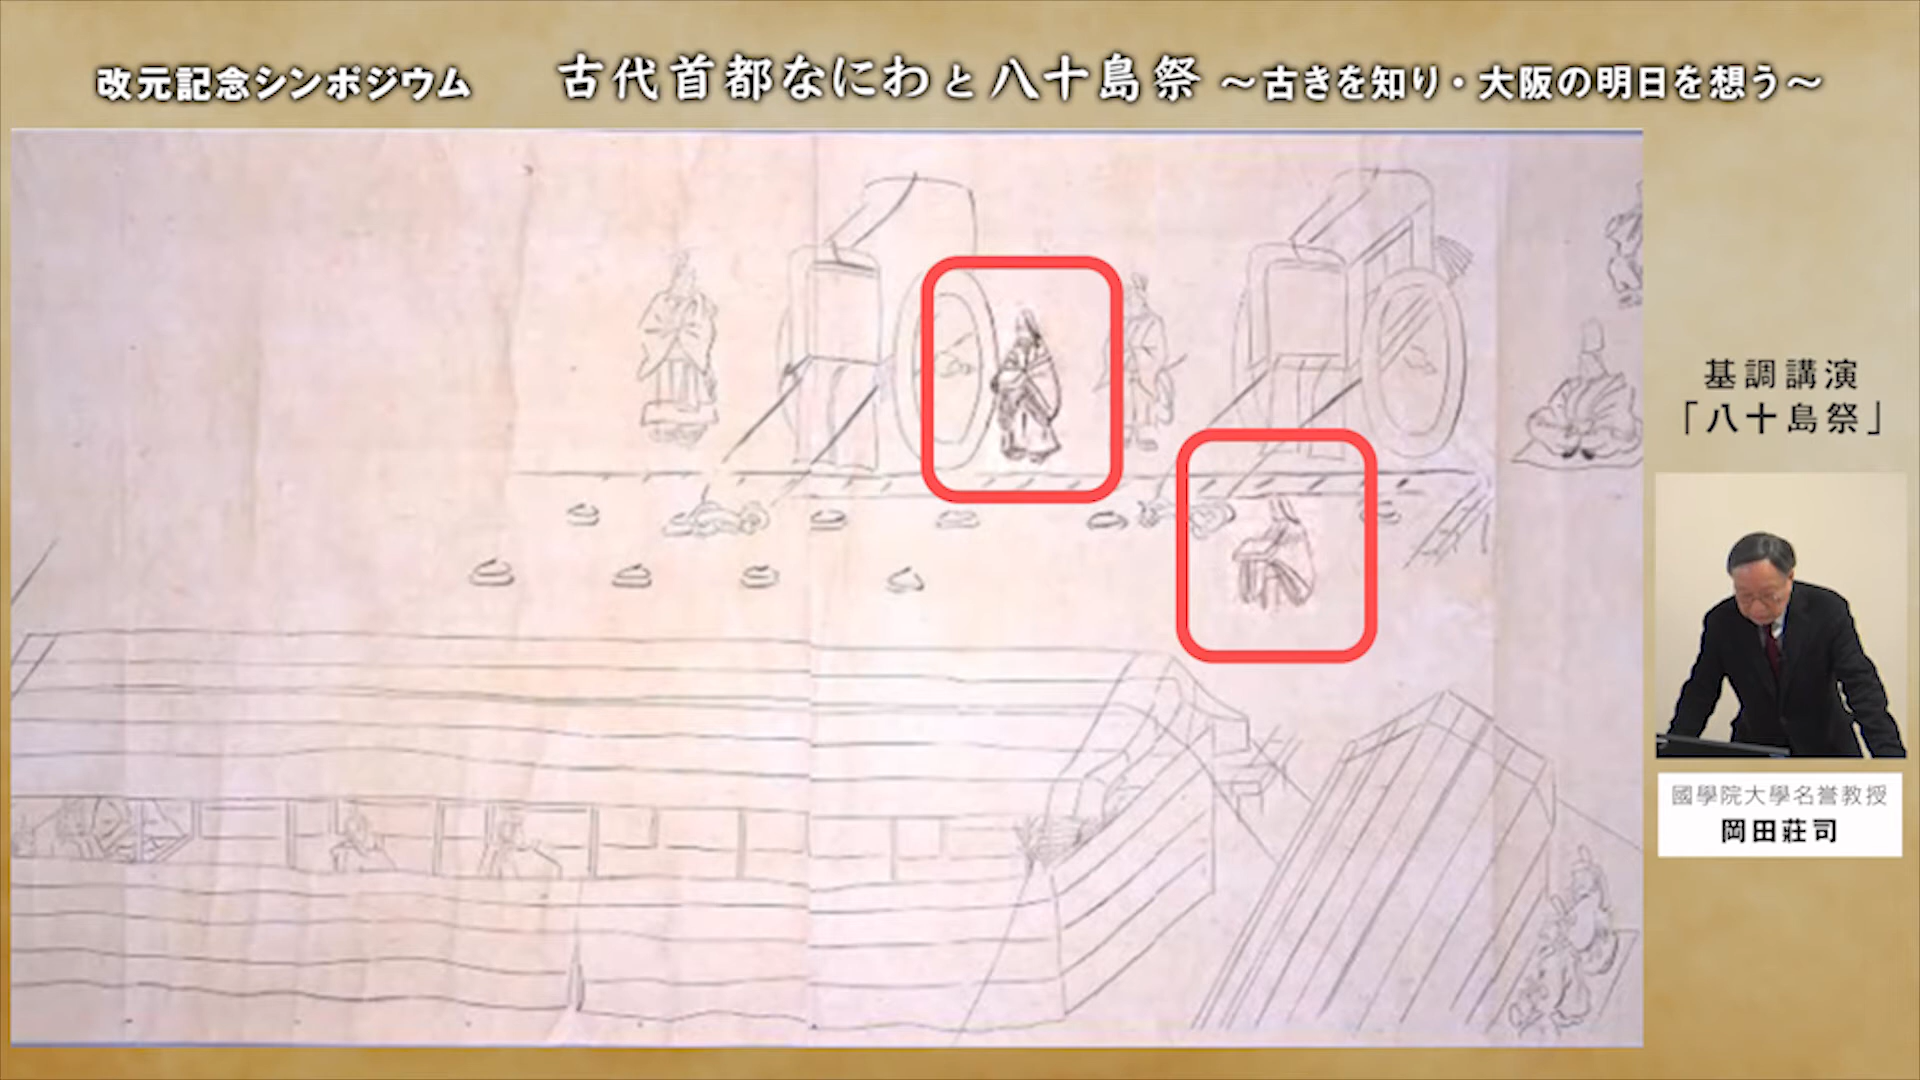 改元記念シンポジウム 古代首都なにわと八十島祭 ～古きを知り・大阪の明日を想う～
基調講演
「八十島祭」
國學院大學名誉教授
岡田莊司